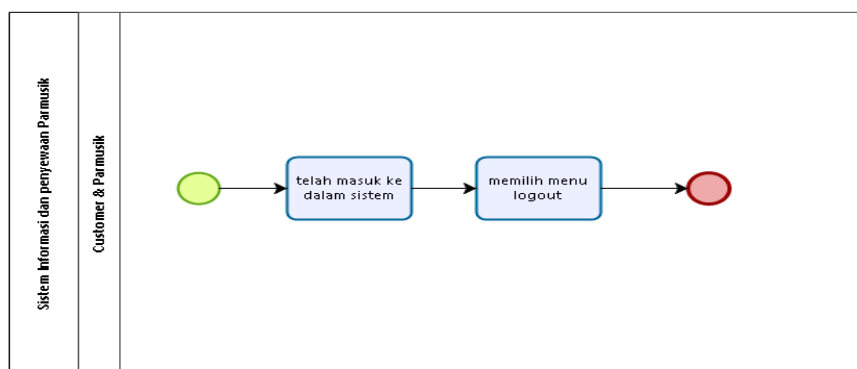 Sistem Informasi dan penyewaan Parmusik
Customer & Parmusik
telah masuk ke
dalam sistem
memilih menu
logout